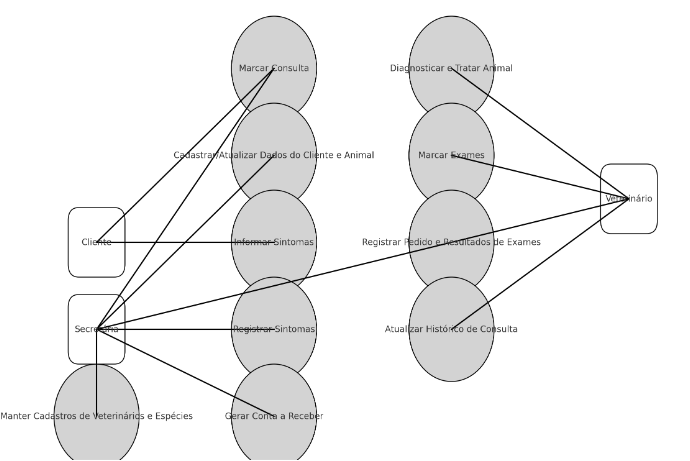 Marcar Consulta
Diagnosticar e Tratar Animal
Cadastrar/Atualizar Dados do Cliente e Animal
Marcar Exames
Veterinário
Cliente
Informar Sintomas
Registrar Pedido e Resultados de Exames
Secretária
Registrar Sintomas
Atualizar Histórico de Consulta
Manter Cadastros de Veterinários e Espécies
Gerar Conta a Receber